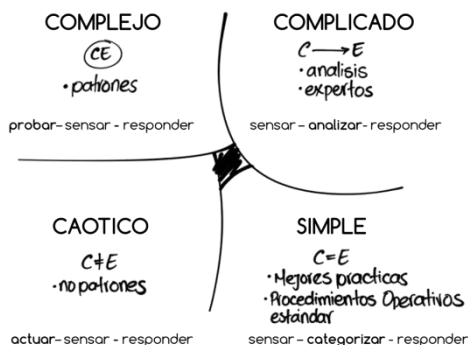 COMPLEJO
CE
• patrones
probar- sensar - responder
COMPLICADO
C → E
• analisis
• expertos
sensar – analizar- responder
CAOTICO
C ≠ E
• no patrones
actuar- sensar - responder
SIMPLE
C = E
• Mejores practicas
• Procedimientos Operativos
estándar
sensar – categorizar - responder